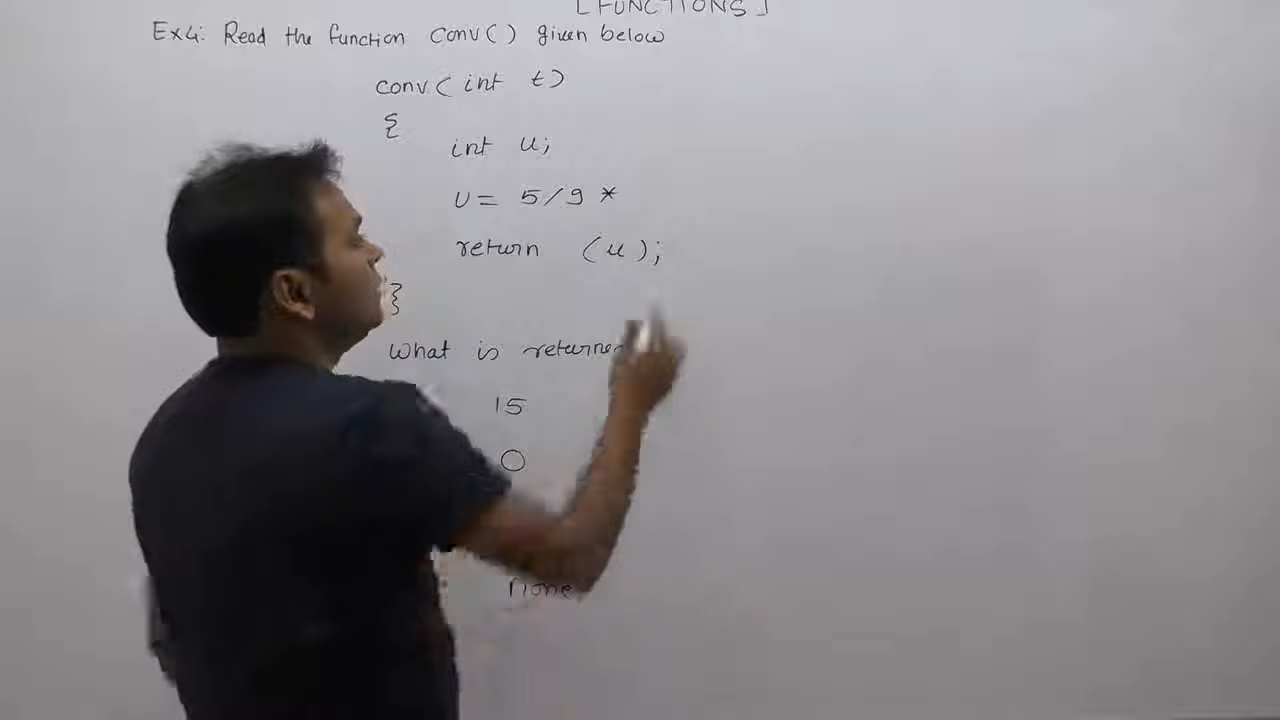 [FUNCTIONS]
Ex4: Read the function conv() given below
conv( int t)
{
int u;
U= 5/9 *
return (u);
}
What is returne
15
0
none